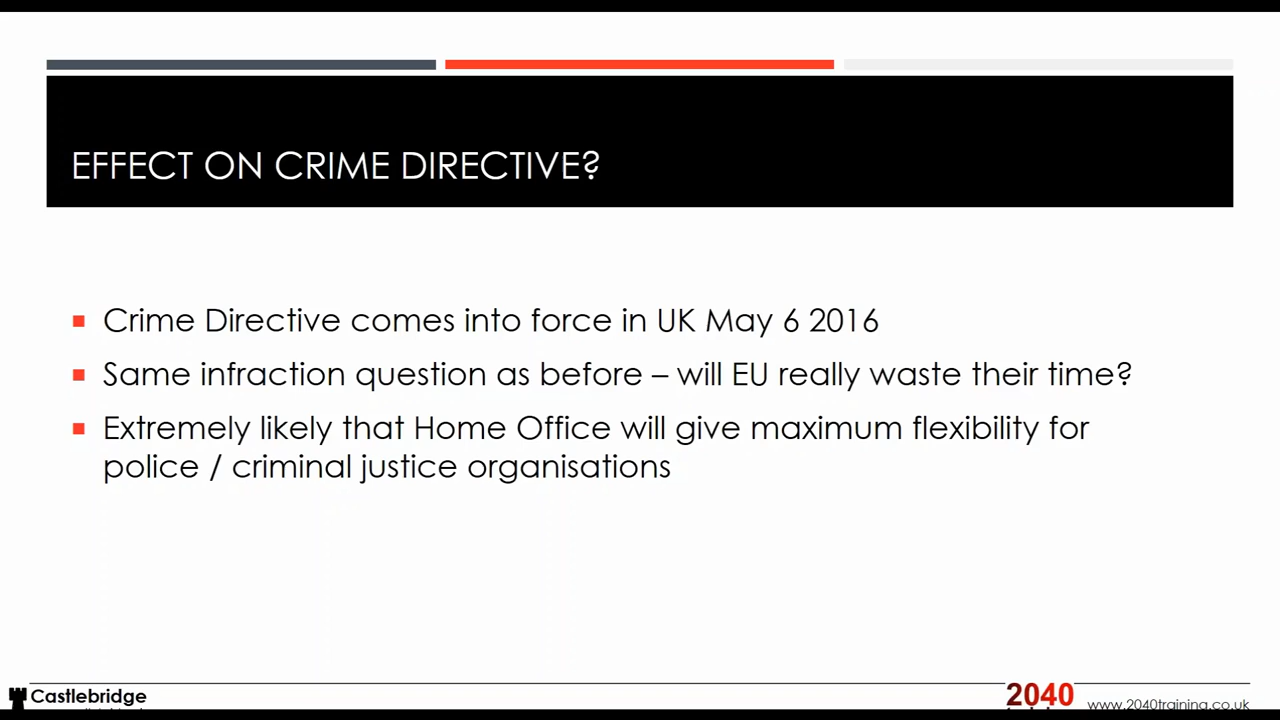 EFFECT ON CRIME DIRECTIVE?
Crime Directive comes into force in UK May 6 2016
Same infraction question as before – will EU really waste their time?
Extremely likely that Home Office will give maximum flexibility for
police / criminal justice organisations
Castlebridge
2040
www.2040training.co.uk